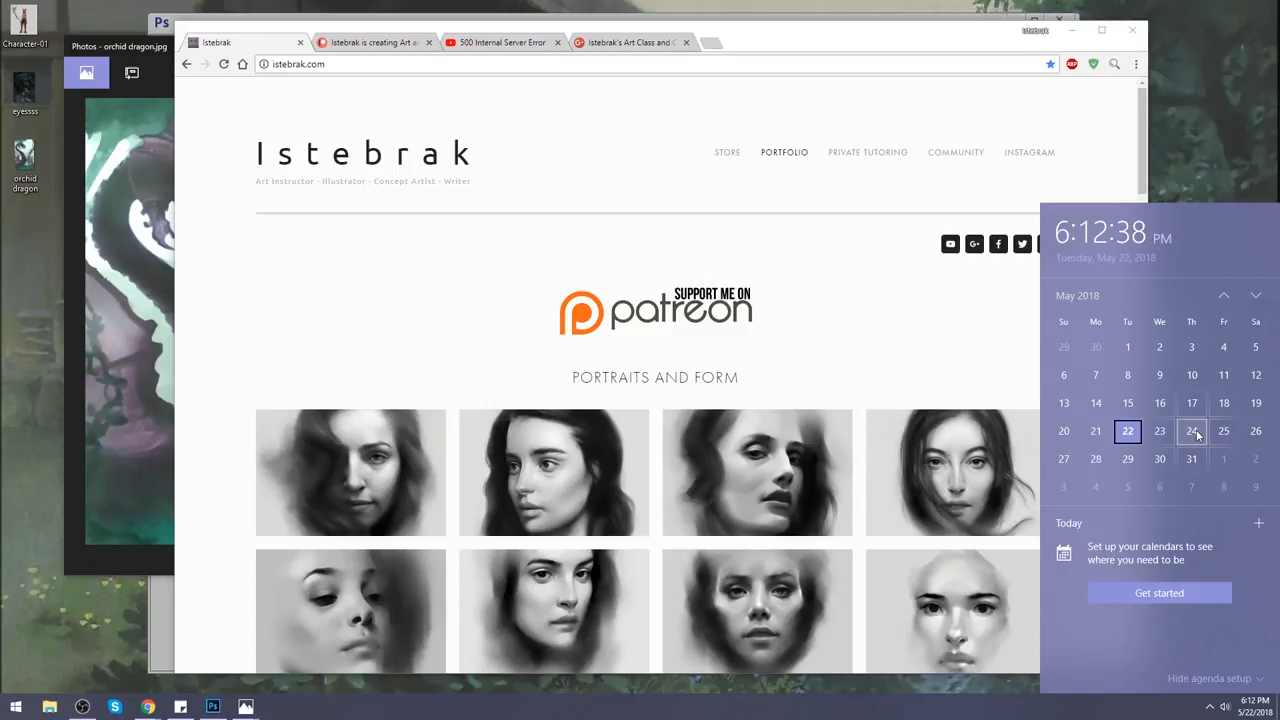 Character-01
eyessss
orchid
dragon
Ps
Photos - orchid dragon.jpg
Istebrak
Istebrak is creating Art a
500 Internal Server Error
Istebrak's Art Class and C
Istebrak
istebrak.com
ABP
Istebrak
Art Instructor - Illustrator - Concept Artist - Writer
STORE PORTFOLIO PRIVATE TUTORING COMMUNITY INSTAGRAM
SUPPORT ME ON
patreon
PORTRAITS AND FORM
6:12:38 PM
Tuesday, May 22, 2018
May 2018
Su Mo Tu We Th Fr Sa
29 30 1 2 3 4 5
6 7 8 9 10 11 12
13 14 15 16 17 18 19
20 21 22 23 24 25 26
27 28 29 30 31 1 2
3 4 5 6 7 8 9
Today
Set up your calendars to see
where you need to be
Get started
Hide agenda setup
Ps
6:12 PM
5/22/2018